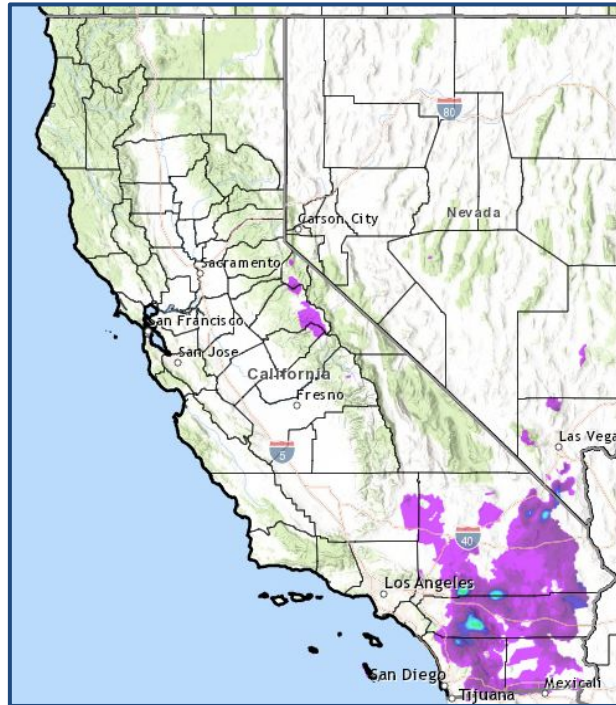 80
Nevada
Carson City
Sacramento
San Francisco
San Jose
California
Fresno
5
Las Vega
40
Los Angeles
San Diego
Mexicali
Tijuana